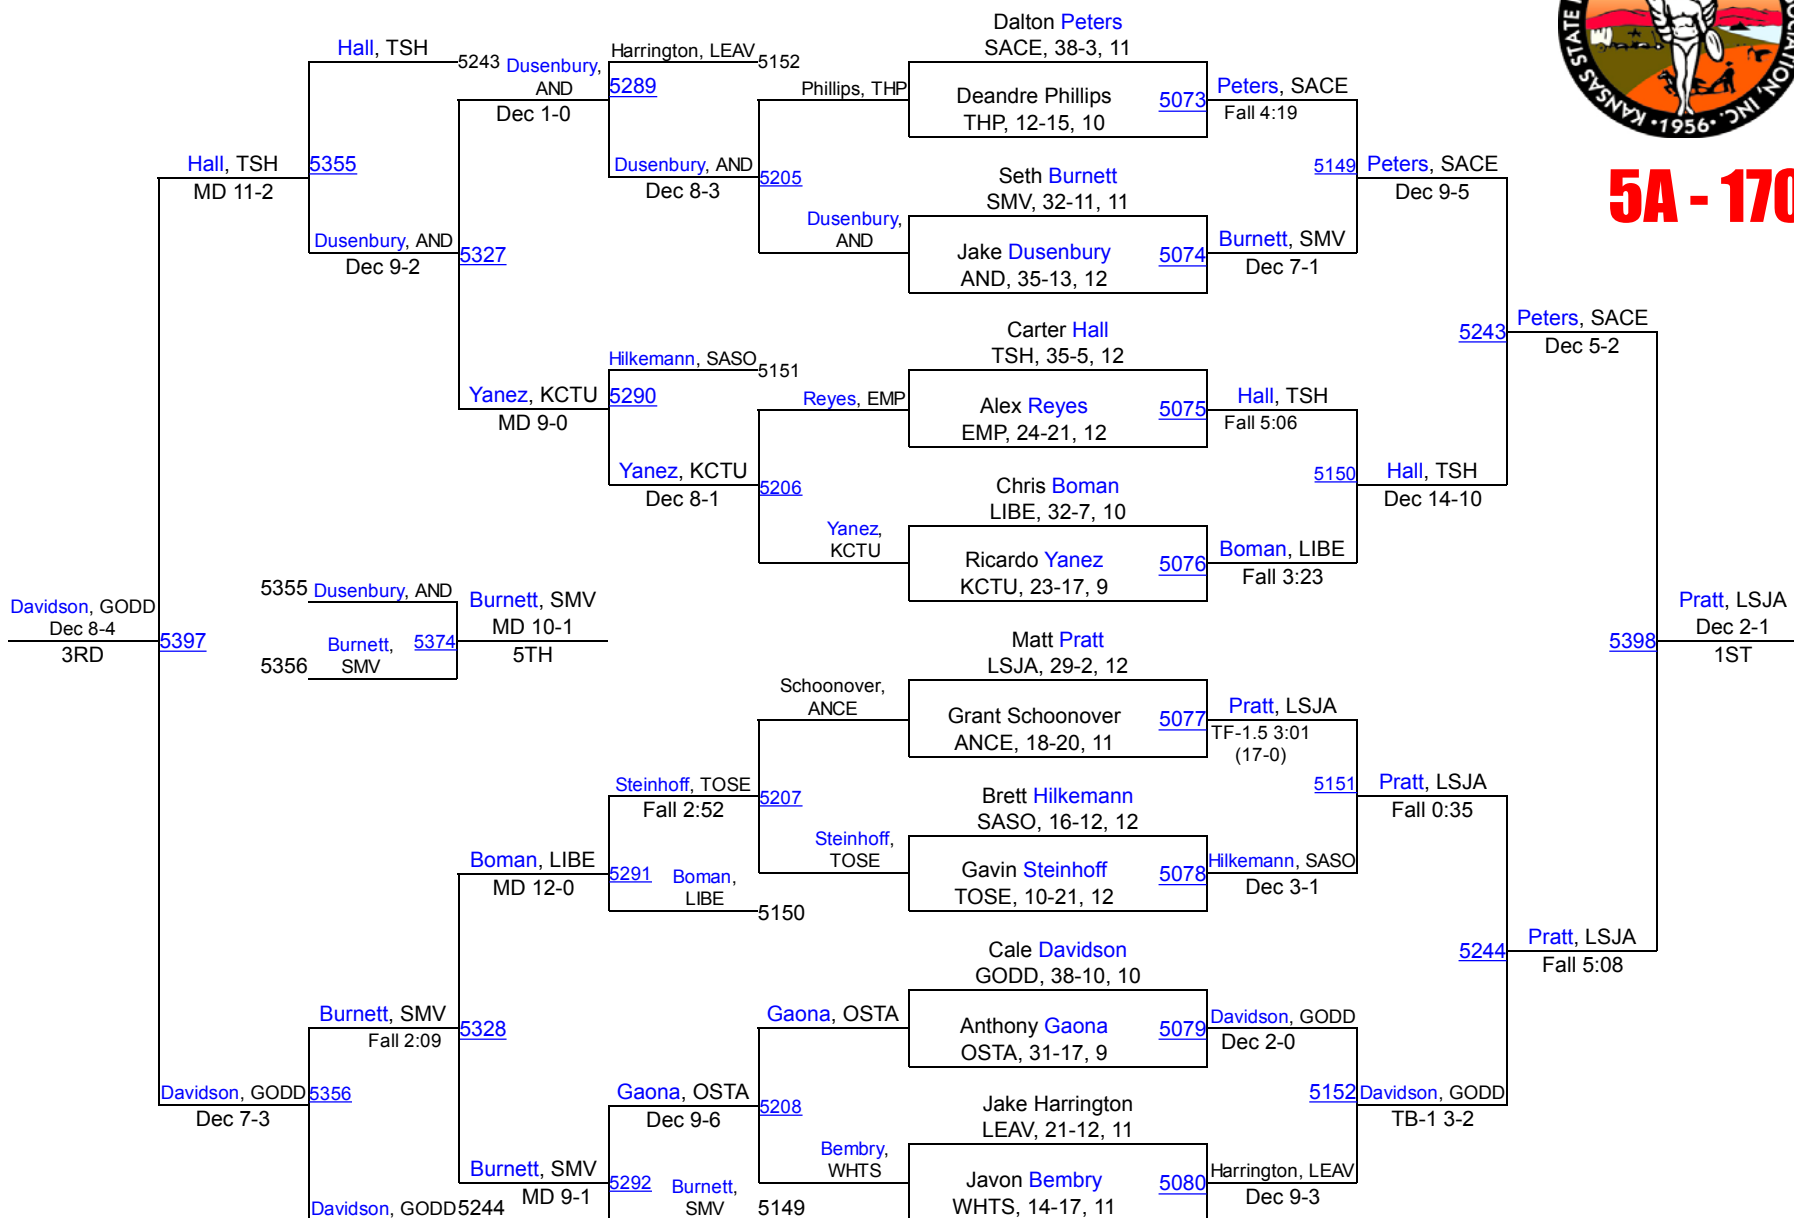 KANSAS STATE
OCIATION, INC.
•1956•
5A - 170
Dalton Peters
SACE, 38-3, 11
Deandre Phillips
THP, 12-15, 10
5073
Seth Burnett
SMV, 32-11, 11
Jake Dusenbury
AND, 35-13, 12
5074
Carter Hall
TSH, 35-5, 12
Alex Reyes
EMP, 24-21, 12
5075
Chris Boman
LIBE, 32-7, 10
Ricardo Yanez
KCTU, 23-17, 9
5076
Matt Pratt
LSJA, 29-2, 12
Grant Schoonover
ANCE, 18-20, 11
5077
Brett Hilkemann
SASO, 16-12, 12
Gavin Steinhoff
TOSE, 10-21, 12
5078
Cale Davidson
GODD, 38-10, 10
Anthony Gaona
OSTA, 31-17, 9
5079
Jake Harrington
LEAV, 21-12, 11
Javon Bembry
WHTS, 14-17, 11
5080
Peters, SACE
Fall 4:19
5149
Burnett, SMV
Dec 7-1
Hall, TSH
Fall 5:06
5150
Boman, LIBE
Fall 3:23
Pratt, LSJA
TF-1.5 3:01
(17-0)
5151
Hilkemann, SASO
Dec 3-1
Davidson, GODD
Dec 2-0
5152
Harrington, LEAV
Dec 9-3
Peters, SACE
Dec 9-5
5243
Hall, TSH
Dec 14-10
Pratt, LSJA
Fall 0:35
5244
Davidson, GODD
TB-1 3-2
Peters, SACE
Dec 5-2
5398
Pratt, LSJA
Fall 5:08
Pratt, LSJA
Dec 2-1
1ST
Phillips, THP
5205
Dusenbury,
AND
Reyes, EMP
5206
Yanez,
KCTU
Schoonover,
ANCE
5207
Steinhoff,
TOSE
Gaona, OSTA
5208
Bembry,
WHTS
Harrington, LEAV
5152
5289
Dusenbury, AND
Dec 8-3
Hilkemann, SASO
5151
5290
Yanez, KCTU
Dec 8-1
Steinhoff, TOSE
Fall 2:52
5291
Boman,
LIBE
5150
Gaona, OSTA
Dec 9-6
5292
Burnett,
SMV
5149
Dusenbury,
AND
Dec 1-0
5327
Yanez, KCTU
MD 9-0
Boman, LIBE
MD 12-0
5328
Burnett, SMV
MD 9-1
Hall, TSH
5243
5355
Dusenbury, AND
Dec 9-2
Burnett, SMV
Fall 2:09
5356
Davidson, GODD
5244
Hall, TSH
MD 11-2
5397
Davidson, GODD
Dec 7-3
Davidson, GODD
Dec 8-4
3RD
5355
Dusenbury, AND
5374
5356
Burnett,
SMV
Burnett, SMV
MD 10-1
5TH